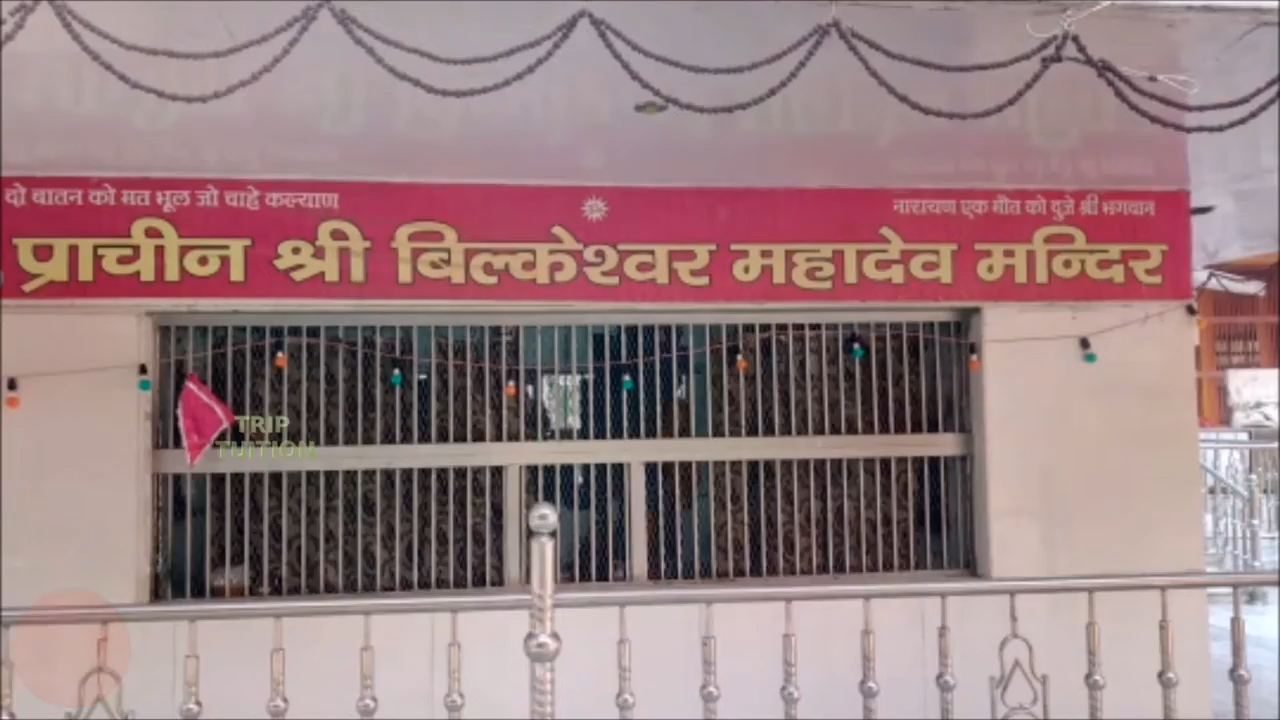 दो बातन को मत भूल जो चाहे कल्याण
नारायण एक मौत को दुजे श्री भगवान
प्राचीन श्री बिल्केश्वर महादेव मन्दिर
TRIP
TUITION